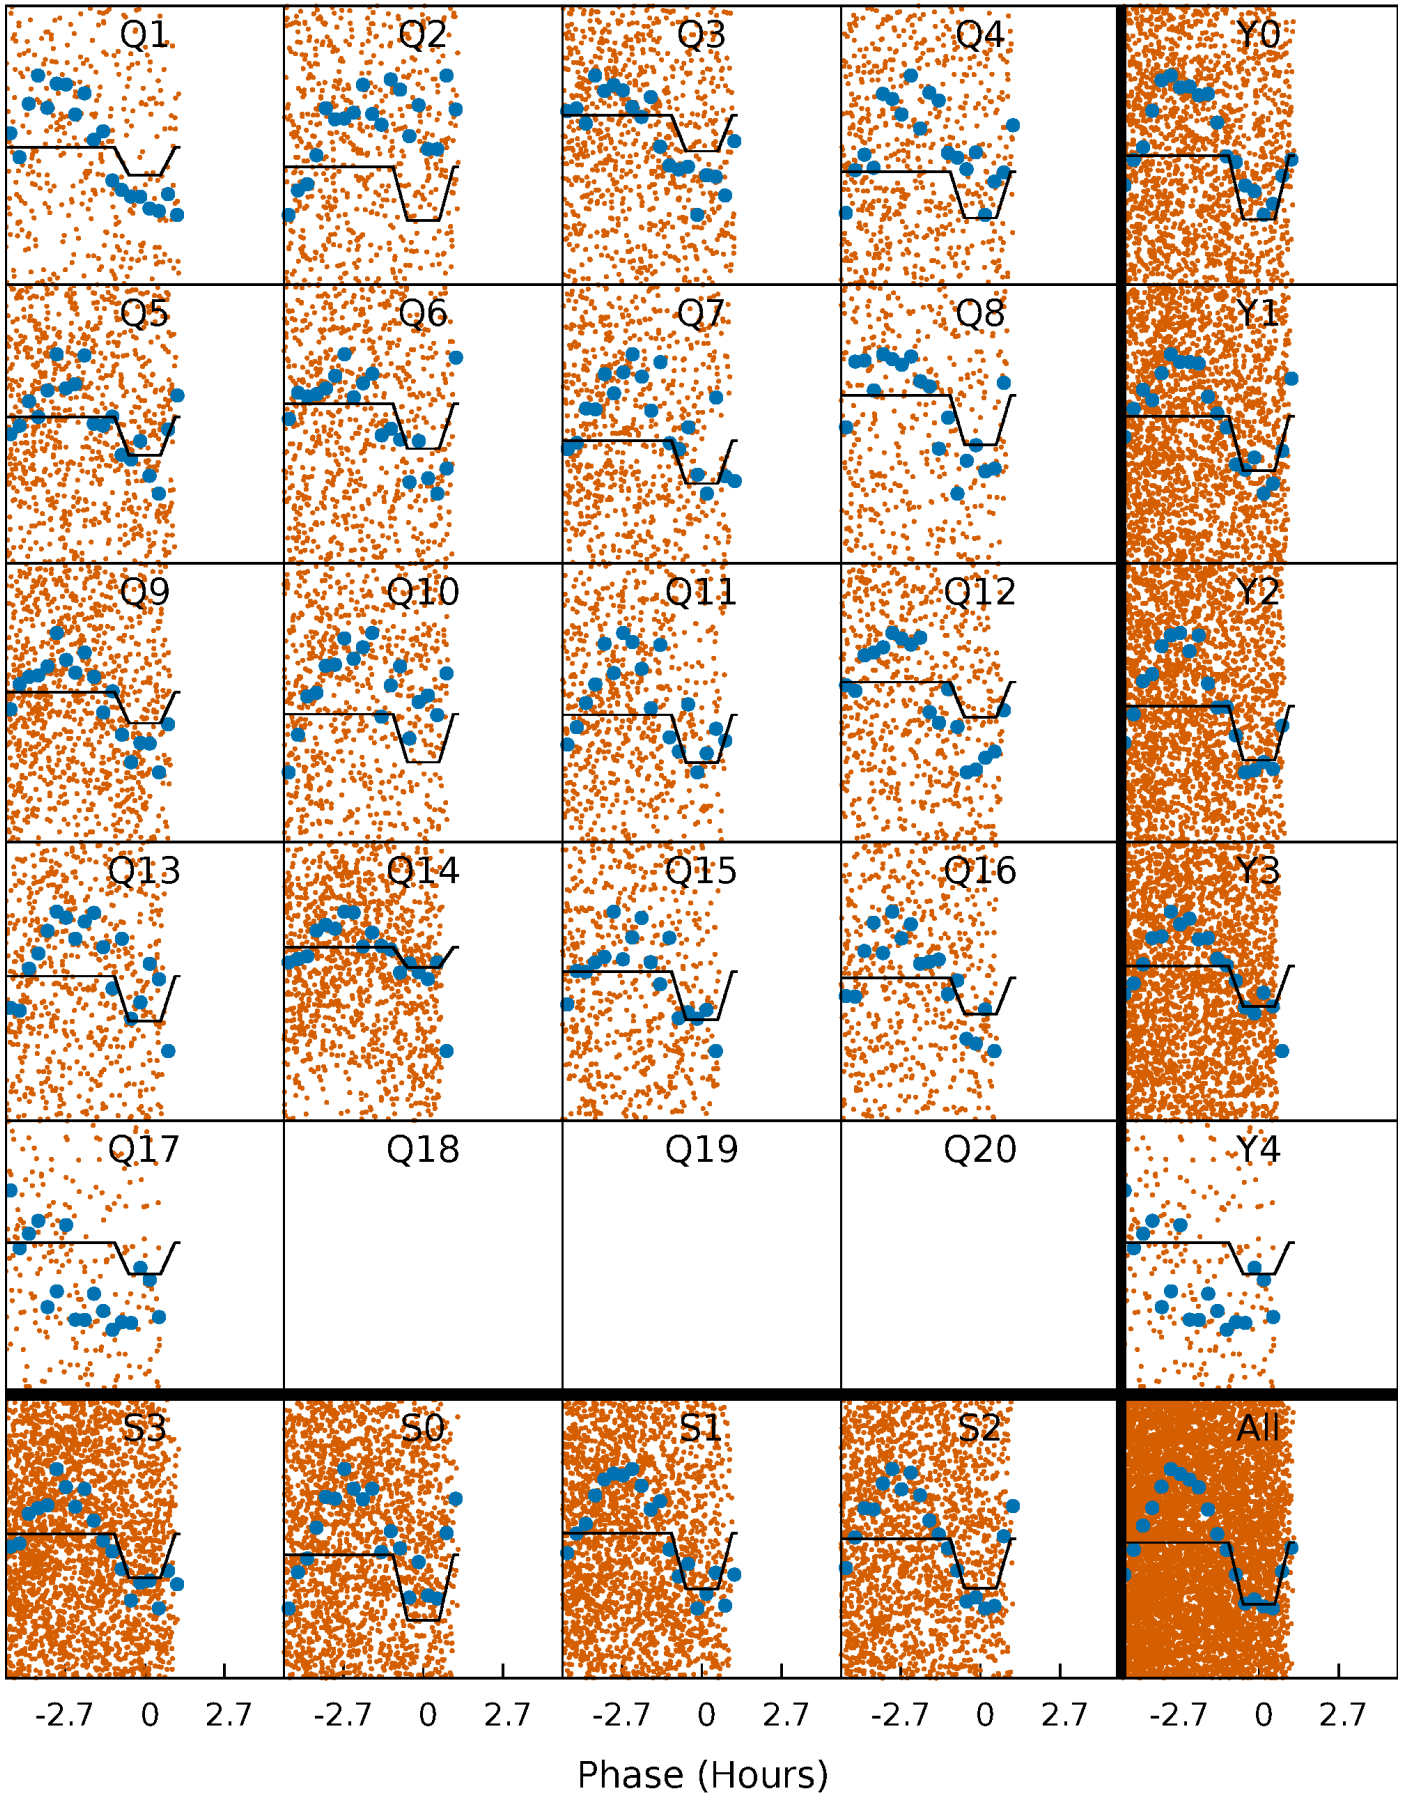 Q1 Q2 Q3 Q4 Y0
Q5 Q6 Q7 Q8 Y1
Q9 Q10 Q11 Q12 Y2
Q13 Q14 Q15 Q16 Y3
Q17 Q18 Q19 Q20 Y4
S3 S0 S1 S2 All
-2.7 0 2.7 -2.7 0 2.7 -2.7 0 2.7 -2.7 0 2.7 -2.7 0 2.7
Phase (Hours)